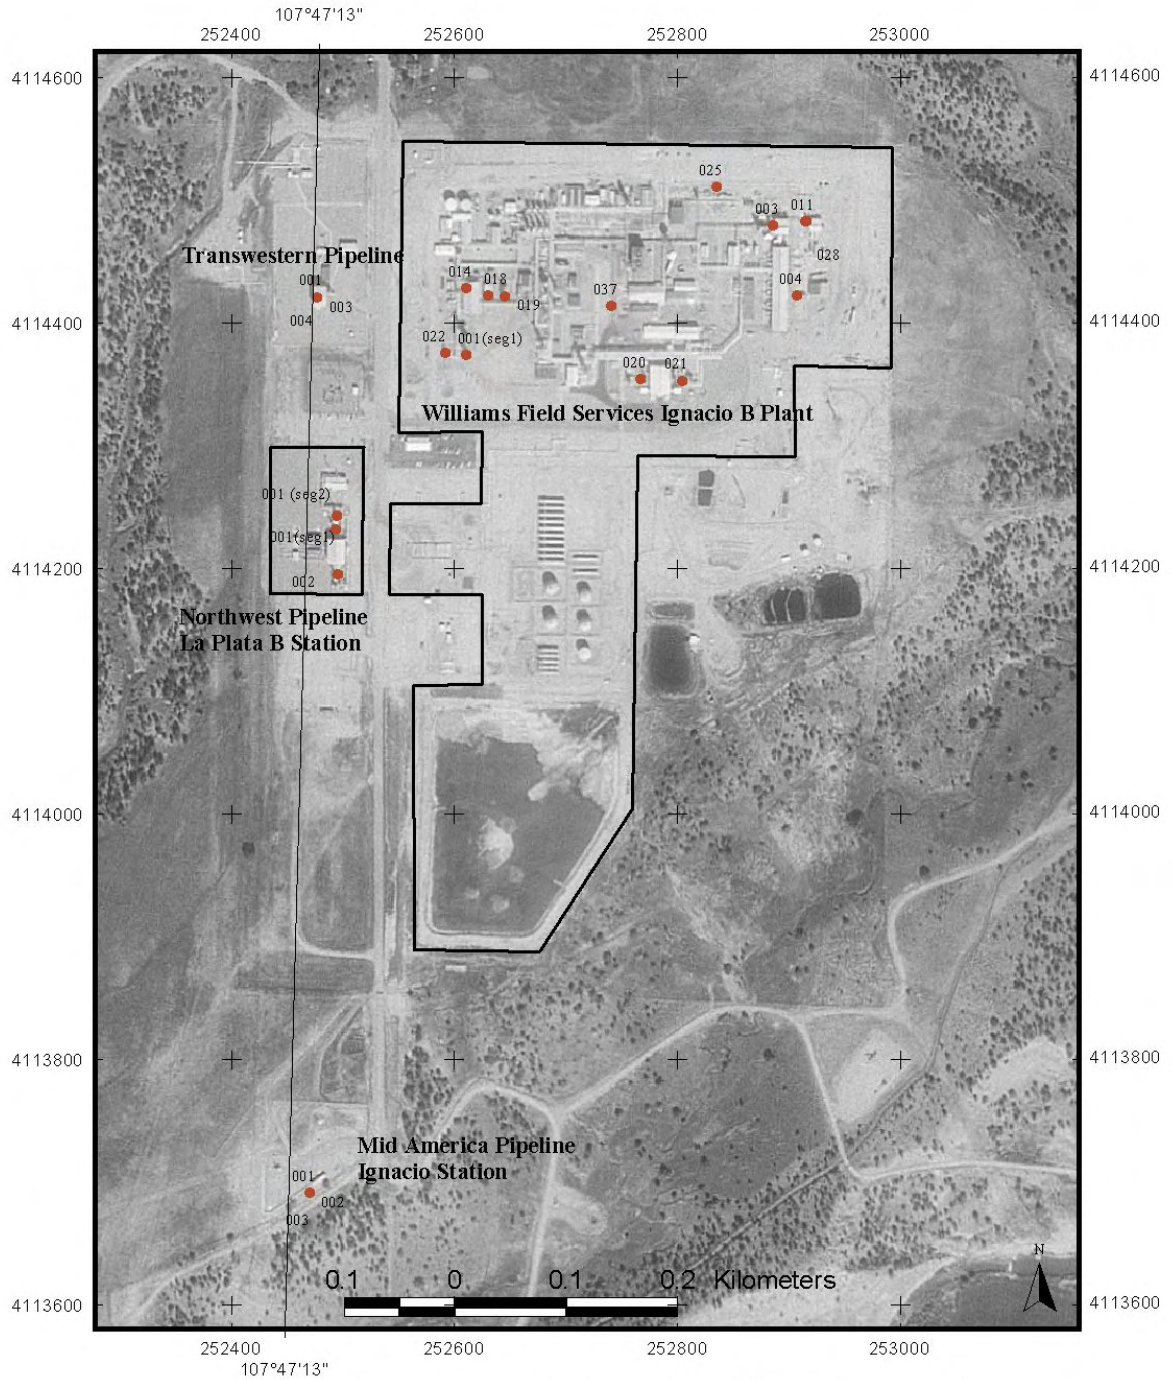 107°47'13"
252400 252600 252800 253000
4114600 4114600
025
003 011
Transwestern Pipeline
028
001
014 018 004
037
003 019
004
4114400 4114400
022 001(seg1)
020 021
Williams Field Services Ignacio B Plant
001 (seg2)
001(seg1)
4114200 4114200
002
Northwest Pipeline
La Plata B Station
4114000 4114000
4113800 4113800
Mid America Pipeline
Ignacio Station
001
002
003
N
0.1 0 0.1 0.2 Kilometers
4113600 4113600
252400 252600 252800 253000
107°47'13"